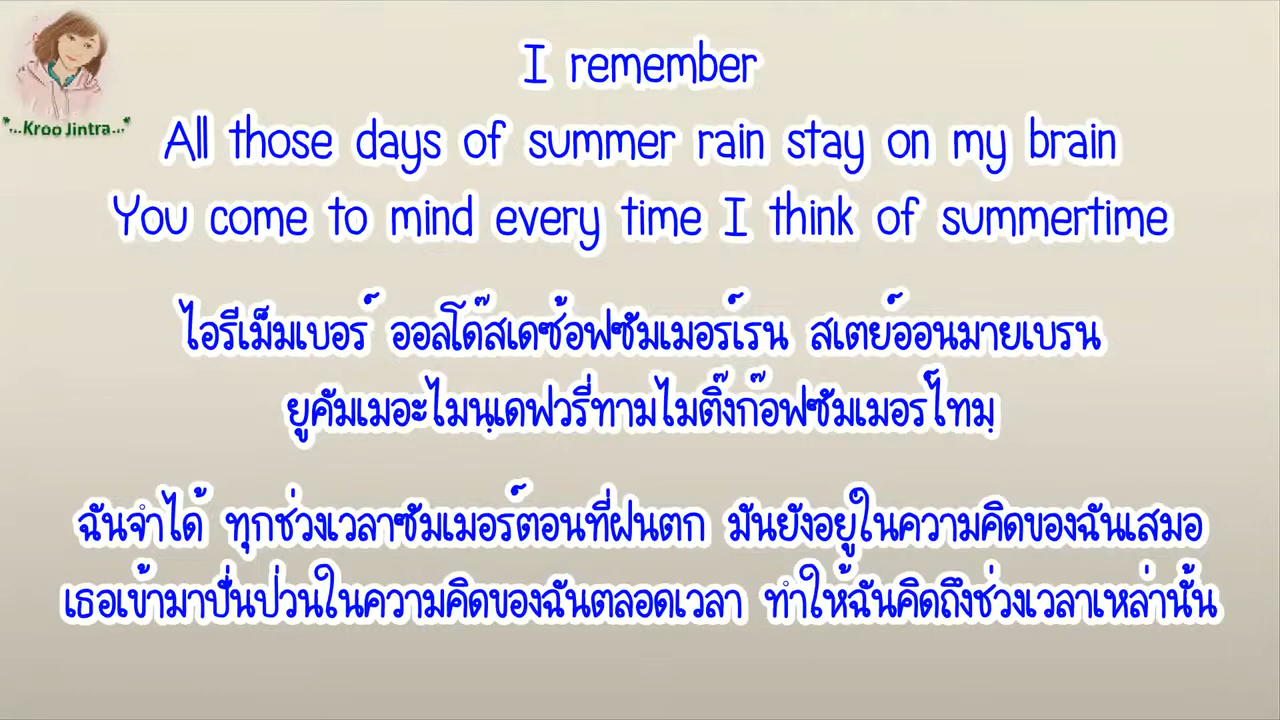 *...Kroo Jintra...*
I remember
All those days of summer rain stay on my brain
You come to mind every time I think of summertime
ไอรีเม็มเบอร์ ออลโด๊สเดซ้อฟซัมเมอร์เรน สเตย์ออนมายเบรน
ยูคัมเมอะไมนฺเดฟวรี่ทามไมติ๊งก๊อฟซัมเมอร์ไทมฺ
ฉันจำได้ ทุกช่วงเวลาซัมเมอร์ตอนที่ฝนตก มันยังอยู่ในความคิดของฉันเสมอ
เธอเข้ามาปั่นป่วนในความคิดของฉันตลอดเวลา ทำให้ฉันคิดถึงช่วงเวลาเหล่านั้น